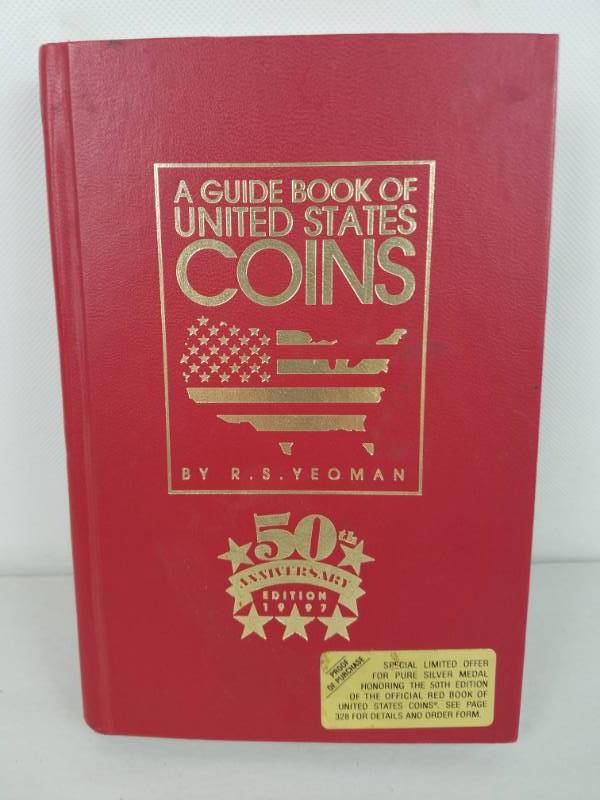 A GUIDE BOOK OF
UNITED STATES
COINS
BY R.S.YEOMAN
50th
ANNIVERSARY
EDITION
1997
PROOF
OF PURCHASE
SPECIAL LIMITED OFFER
FOR PURE SILVER MEDAL
HONORING THE 50TH EDITION
OF THE OFFICIAL RED BOOK OF
UNITED STATES COINS®. SEE PAGE
328 FOR DETAILS AND ORDER FORM.